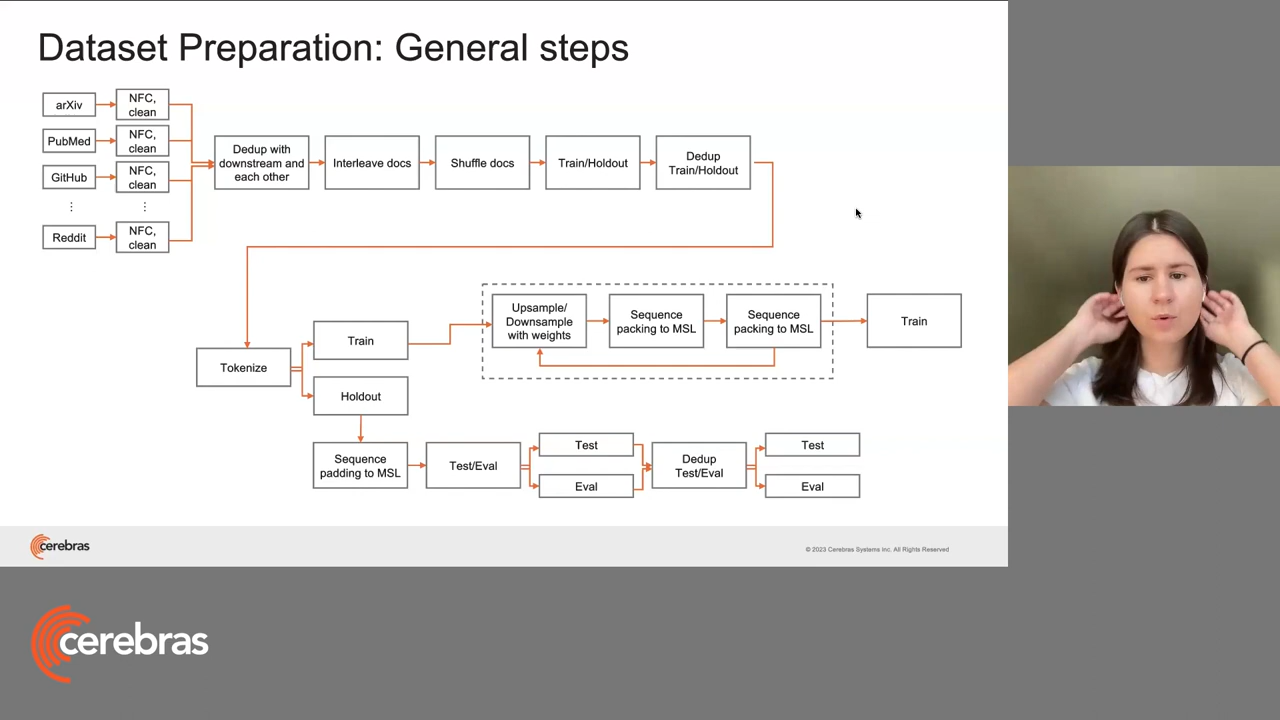 Dataset Preparation: General steps
arXiv
NFC,
clean
PubMed
NFC,
clean
GitHub
NFC,
clean
⋮
⋮
Reddit
NFC,
clean
Dedup with
downstream and
each other
Interleave docs
Shuffle docs
Train/Holdout
Dedup
Train/Holdout
Tokenize
Train
Holdout
Upsample/
Downsample
with weights
Sequence
packing to MSL
Sequence
packing to MSL
Train
Sequence
padding to MSL
Test/Eval
Test
Eval
Dedup
Test/Eval
Test
Eval
cerebras
© 2023 Cerebras Systems Inc. All Rights Reserved
cerebras